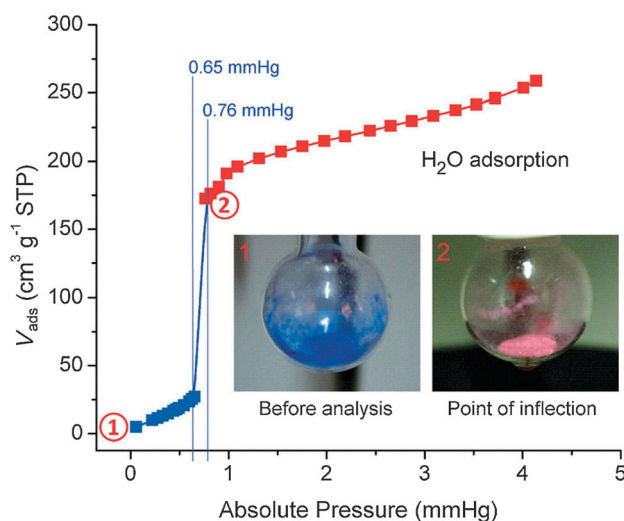 300
250
200
150
100
50
0
V_ads (cm³ g⁻¹ STP)
0.65 mmHg
0.76 mmHg
H₂O adsorption
①
②
1
2
Before analysis
Point of inflection
0
1
2
3
4
5
Absolute Pressure (mmHg)